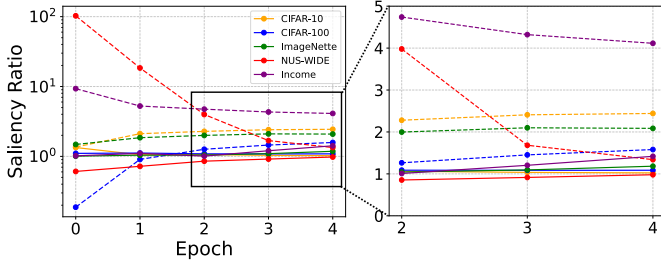 Saliency Ratio
10²
10¹
10⁰
0 1 2 3 4
Epoch
CIFAR-10
CIFAR-100
ImageNette
NUS-WIDE
Income
5
4
3
2
1
0
2 3 4